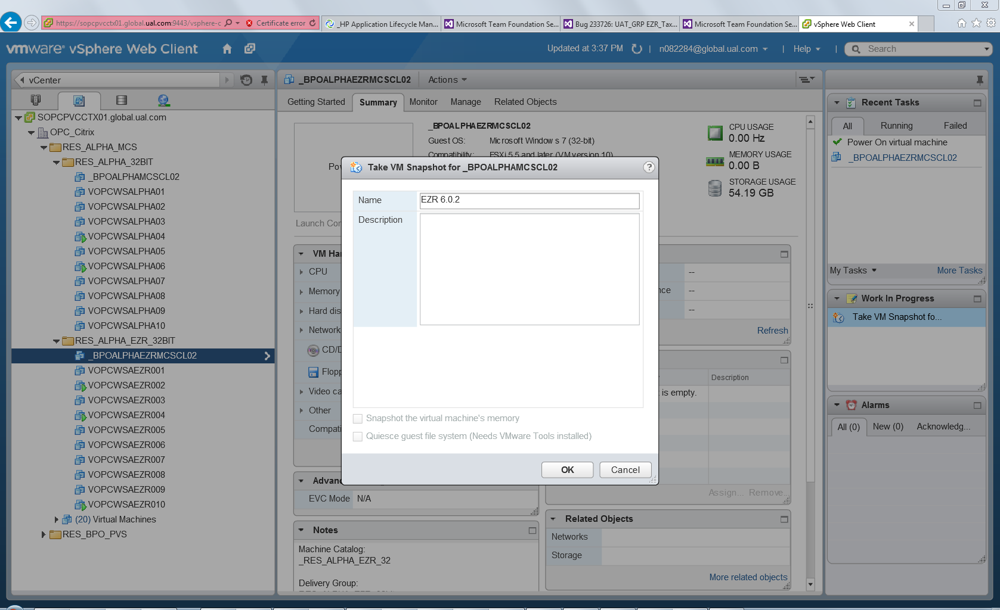 https://sopcpvcctx01.global.ual.com:9443/vsphere-c
Certificate error
_HP Application Lifecycle Man...
Microsoft Team Foundation Se...
Bug 233726: UAT_GRP EZR_Tax...
Microsoft Team Foundation Se...
vSphere Web Client
vmware® vSphere Web Client
Updated at 3:37 PM
n082284@global.ual.com
Help
Search
vCenter
SOPCPVCCTX01.global.ual.com
OPC_Citrix
RES_ALPHA_MCS
RES_ALPHA_32BIT
_BPOALPHAMCSCL02
VOPCWSALPHA01
VOPCWSALPHA02
VOPCWSALPHA03
VOPCWSALPHA04
VOPCWSALPHA05
VOPCWSALPHA06
VOPCWSALPHA07
VOPCWSALPHA08
VOPCWSALPHA09
VOPCWSALPHA10
RES_ALPHA_EZR_32BIT
_BPOALPHAEZRMCSCL02
VOPCWSAEZR001
VOPCWSAEZR002
VOPCWSAEZR003
VOPCWSAEZR004
VOPCWSAEZR005
VOPCWSAEZR006
VOPCWSAEZR007
VOPCWSAEZR008
VOPCWSAEZR009
VOPCWSAEZR010
(20) Virtual Machines
RES_BPO_PVS
_BPOALPHAEZRMCSCL02
Actions
Getting Started
Summary
Monitor
Manage
Related Objects
_BPOALPHAEZRMCSCL02
Guest OS: Microsoft Windows 7 (32-bit)
Compatibility: ESXi 5.5 and later (VM version 10)
CPU USAGE
0.00 Hz
MEMORY USAGE
0.00 B
STORAGE USAGE
54.19 GB
Pow
Launch Con
VM Har
CPU
Memory
Hard dis
Network
CD/D
Flopp
Video ca
Other
Compati
--
nce --
--
Refresh
Description
t is empty.
Assign... Remove...
Take VM Snapshot for _BPOALPHAMCSCL02
?
Name
EZR 6.0.2
Description
Snapshot the virtual machine's memory
Quiesce guest file system (Needs VMware Tools installed)
OK
Cancel
Advan
EVC Mode N/A
Notes
Machine Catalog:
_RES_ALPHA_EZR_32
Delivery Group:
Related Objects
Networks
Storage
More related objects
Recent Tasks
All
Running
Failed
Power On virtual machine
_BPOALPHAEZRMCSCL02
My Tasks
More Tasks
Work In Progress
Take VM Snapshot fo...
Alarms
All (0)
New (0)
Acknowledg...